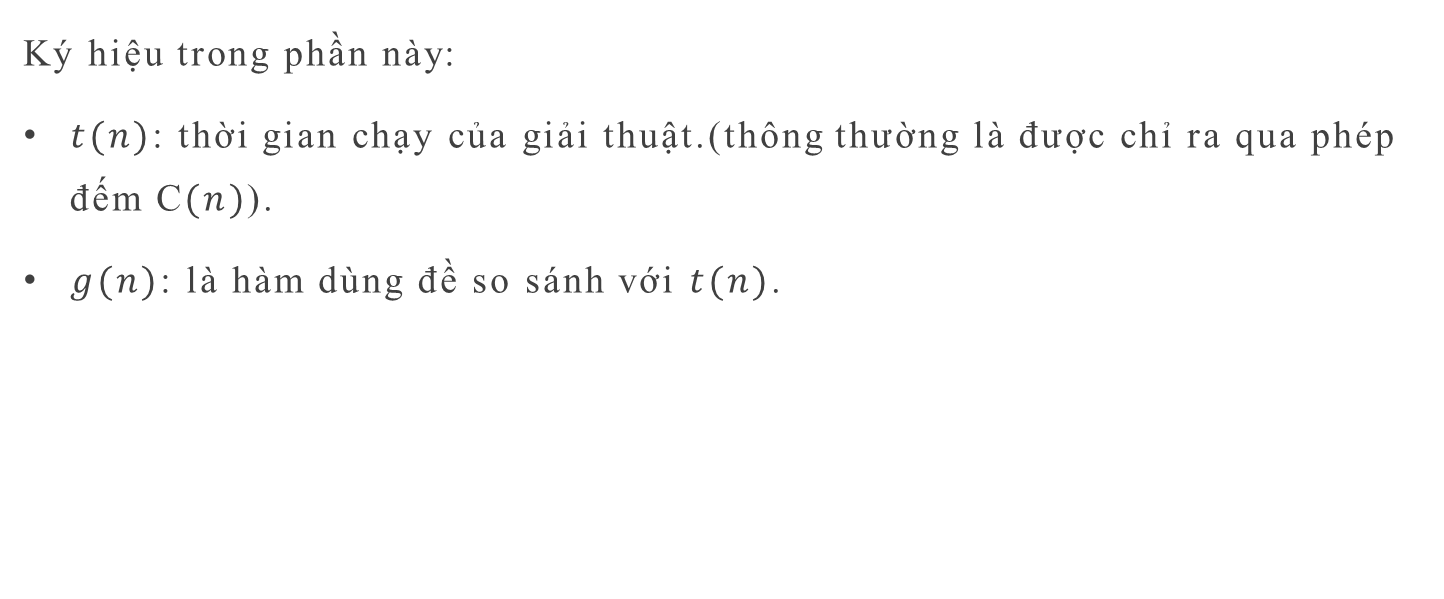 Ký hiệu trong phần này:
• t(n): thời gian chạy của giải thuật.(thông thường là được chỉ ra qua phép
đếm C(n)).
• g(n): là hàm dùng đề so sánh với t(n).